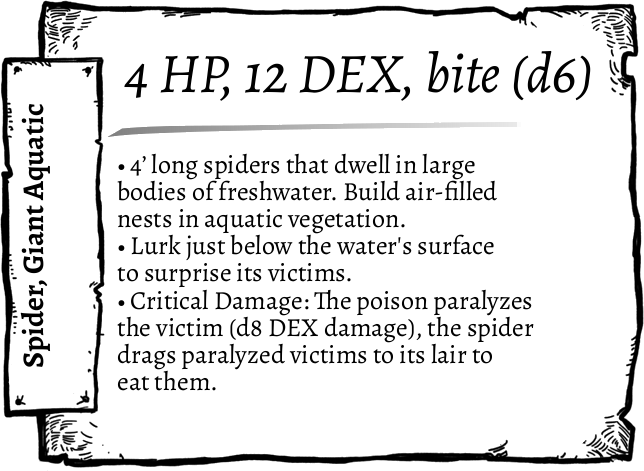 Spider, Giant Aquatic
4 HP, 12 DEX, bite (d6)
• 4’ long spiders that dwell in large
bodies of freshwater. Build air-filled
nests in aquatic vegetation.
• Lurk just below the water's surface
to surprise its victims.
• Critical Damage: The poison paralyzes
the victim (d8 DEX damage), the spider
drags paralyzed victims to its lair to
eat them.